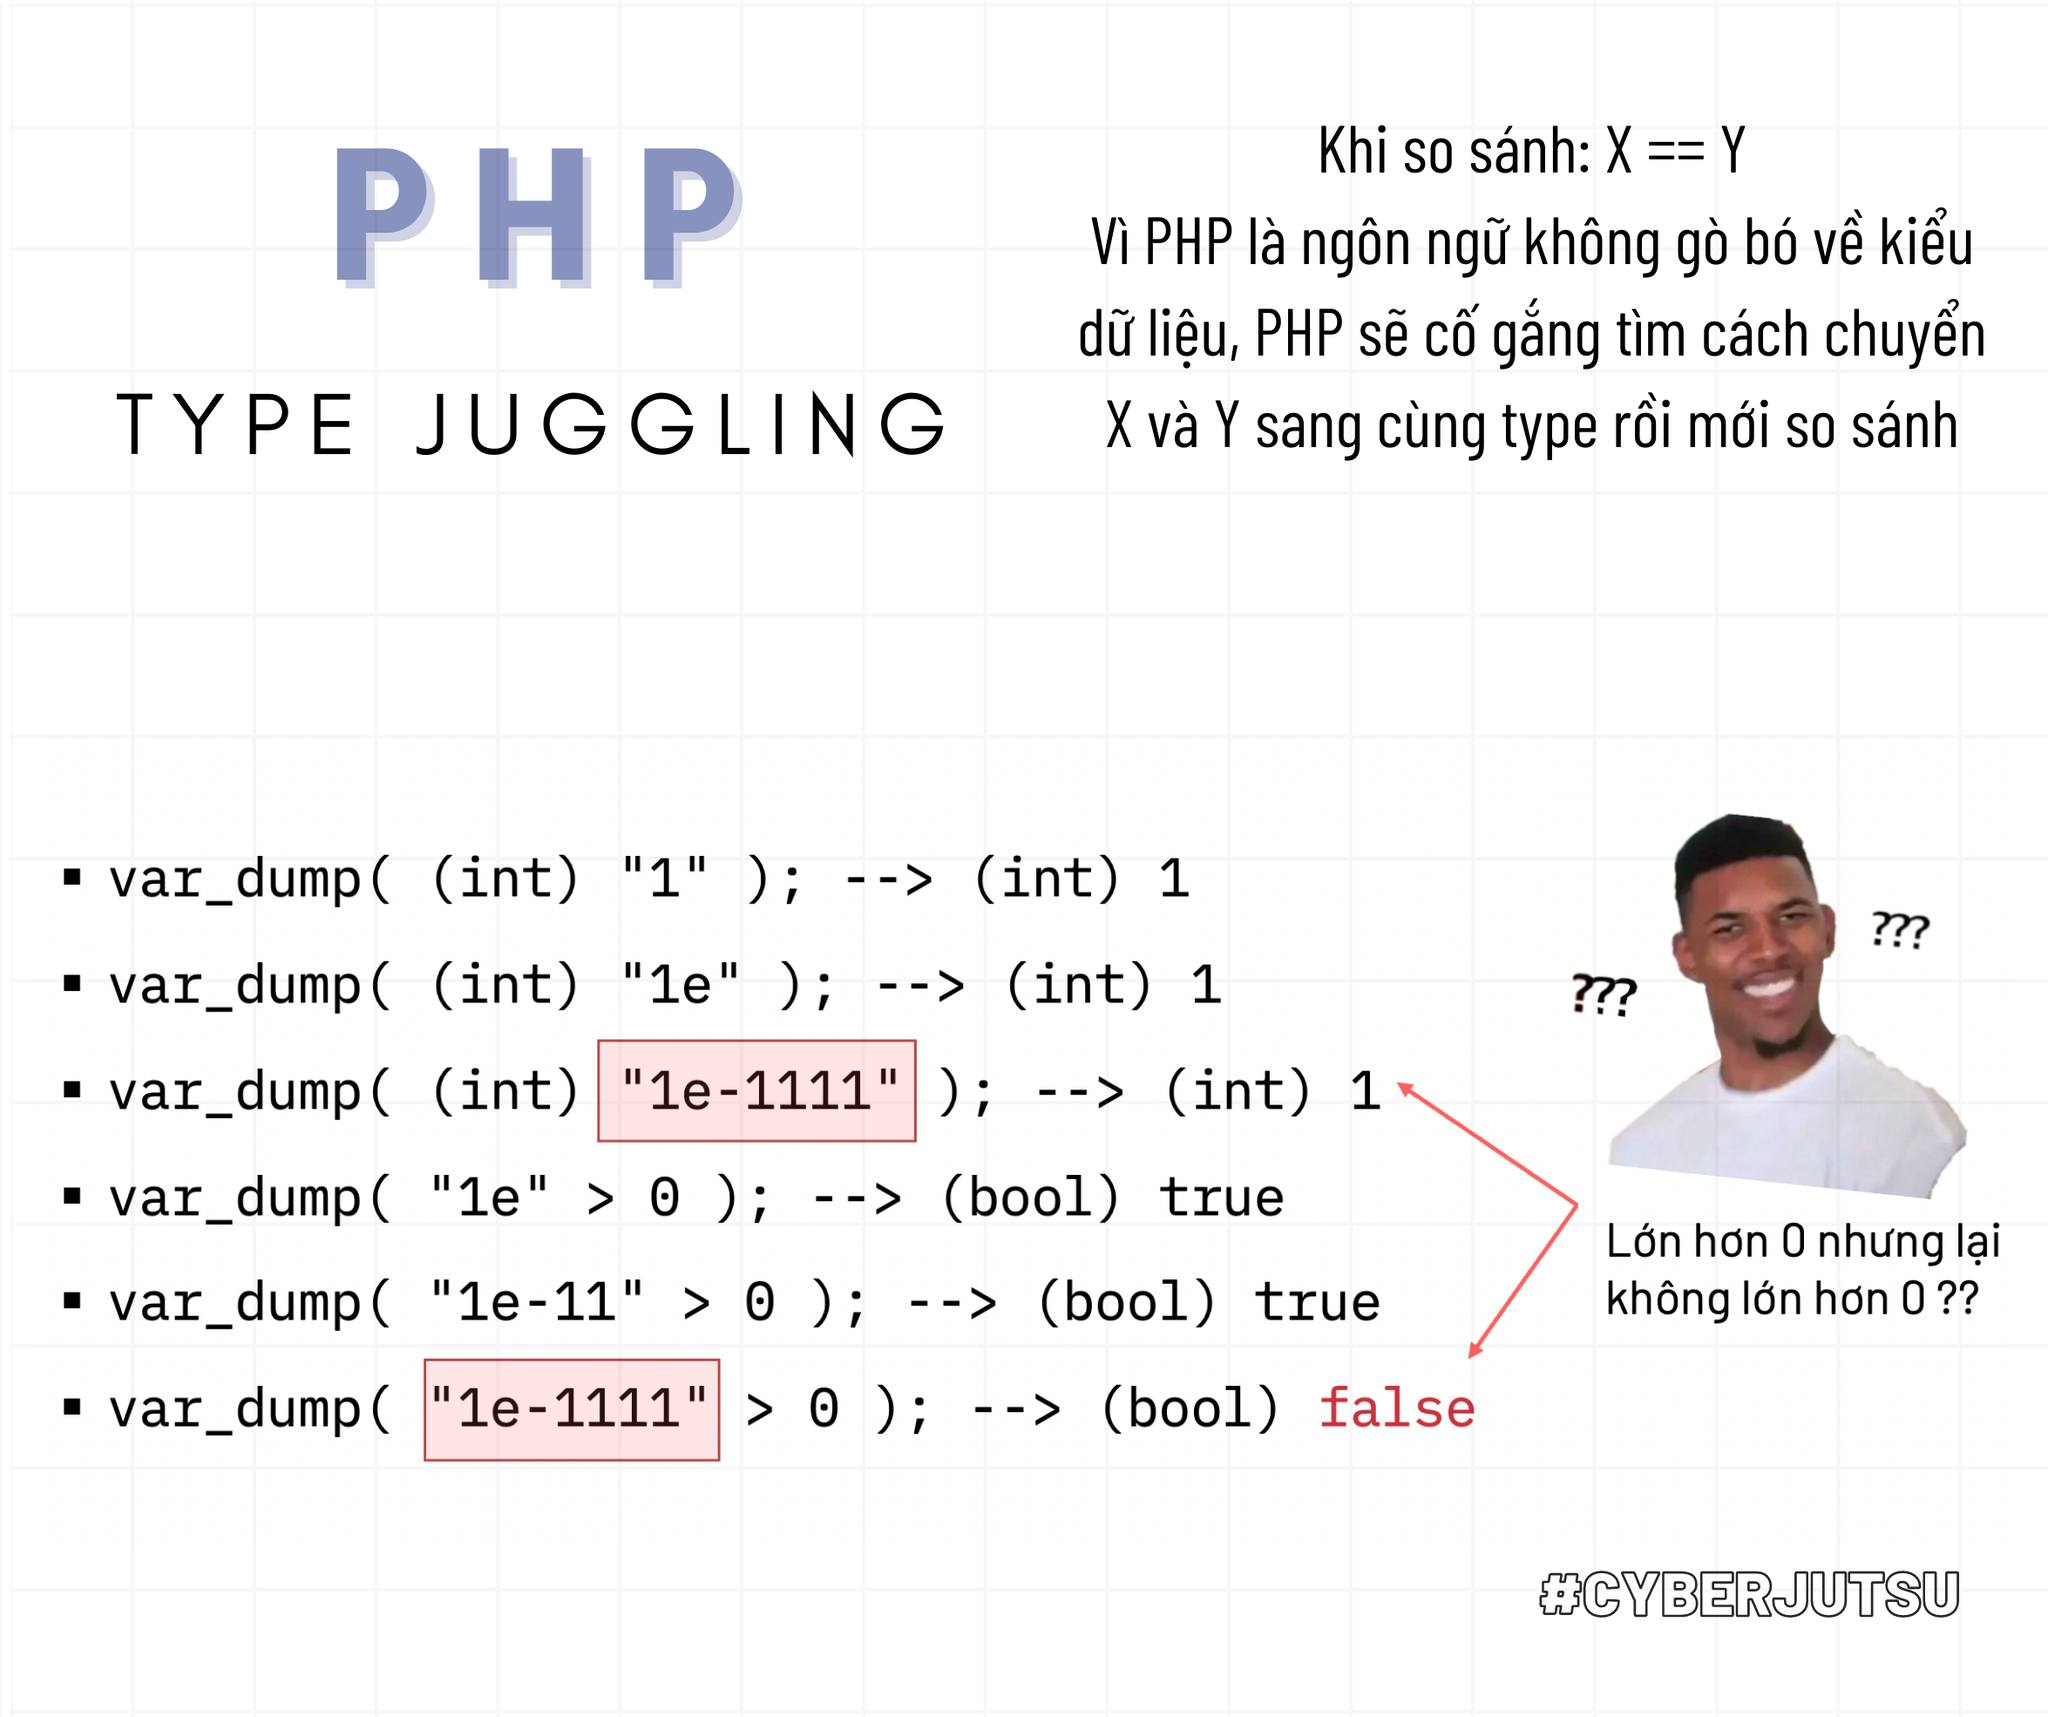 PHP
TYPE JUGGLING
Khi so sánh: X == Y
Vì PHP là ngôn ngữ không gò bó về kiểu
dữ liệu, PHP sẽ cố gắng tìm cách chuyển
X và Y sang cùng type rồi mới so sánh
▪ var_dump( (int) "1" ); --> (int) 1
▪ var_dump( (int) "1e" ); --> (int) 1
▪ var_dump( (int) "1e-1111" ); --> (int) 1
▪ var_dump( "1e" > 0 ); --> (bool) true
▪ var_dump( "1e-11" > 0 ); --> (bool) true
▪ var_dump( "1e-1111" > 0 ); --> (bool) false
???
???
Lớn hơn 0 nhưng lại
không lớn hơn 0 ??
#CYBERJUTSU